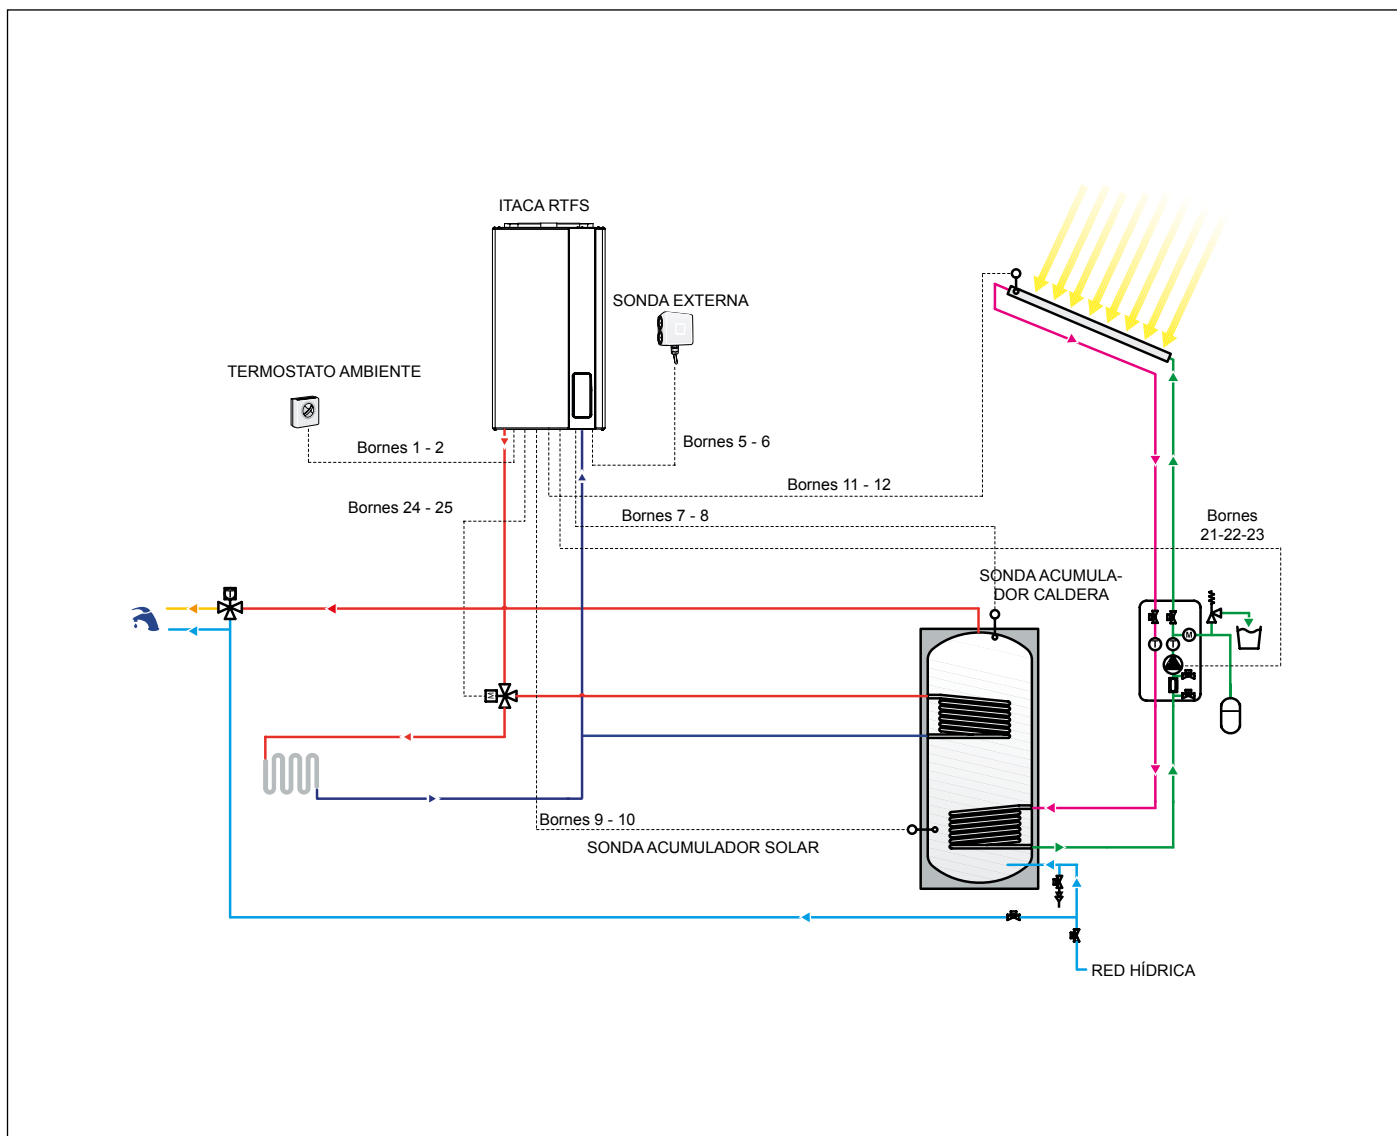 ITACA RTFS
SONDA EXTERNA
TERMOSTATO AMBIENTE
Bornes 1 - 2
Bornes 5 - 6
Bornes 11 - 12
Bornes 24 - 25
Bornes 7 - 8
Bornes
21-22-23
SONDA ACUMULA-
DOR CALDERA
T
M
T
T
M
Bornes 9 - 10
SONDA ACUMULADOR SOLAR
RED HÍDRICA